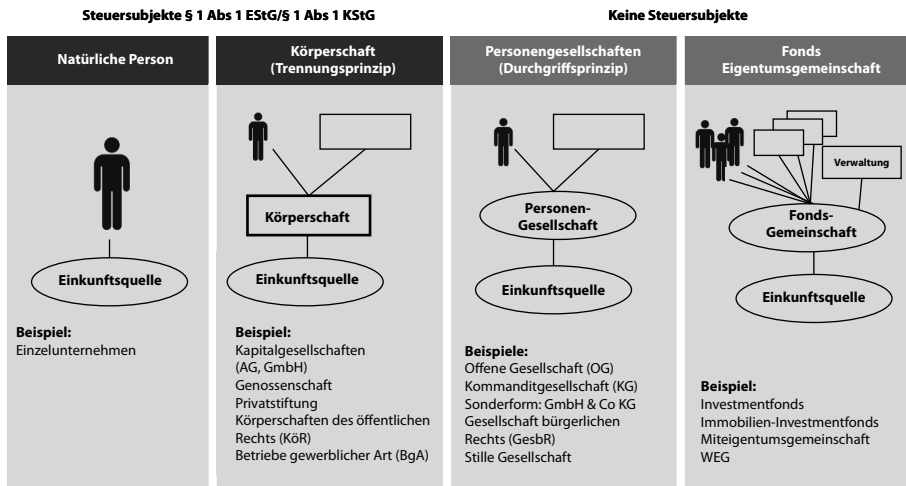 Steuersubjekte § 1 Abs 1 EStG/§ 1 Abs 1 KStG
Keine Steuersubjekte
Natürliche Person
Körperschaft
(Trennungsprinzip)
Personengesellschaften
(Durchgriffsprinzip)
Fonds
Eigentumsgemeinschaft
Einkunftsquelle
Beispiel:
Einzelunternehmen
Körperschaft
Einkunftsquelle
Beispiel:
Kapitalgesellschaften
(AG, GmbH)
Genossenschaft
Privatstiftung
Körperschaften des öffentlichen
Rechts (KöR)
Betriebe gewerblicher Art (BgA)
Personen-
Gesellschaft
Einkunftsquelle
Beispiele:
Offene Gesellschaft (OG)
Kommanditgesellschaft (KG)
Sonderform: GmbH & Co KG
Gesellschaft bürgerlichen
Rechts (GesbR)
Stille Gesellschaft
Verwaltung
Fonds-
Gemeinschaft
Einkunftsquelle
Beispiel:
Investmentfonds
Immobilien-Investmentfonds
Miteigentumsgemeinschaft
WEG